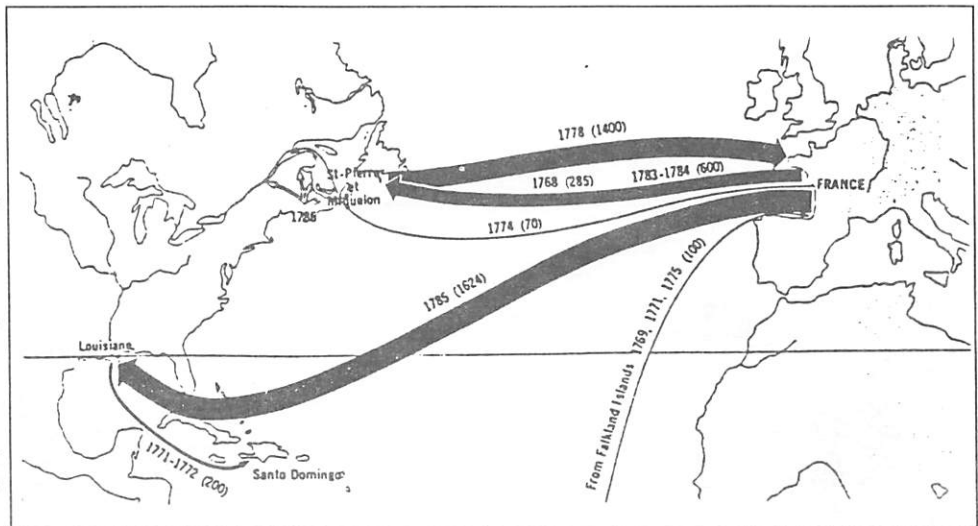 1778 (1400)
St-Pierre
et
Miquelon
1768 (285)
1783-1784 (600)
FRANCE
1786
1774 (70)
1785 (1624)
From Falkland Islands 1769, 1771, 1775 (100)
Louisiane
1771-1772 (200)
Santo Domingo